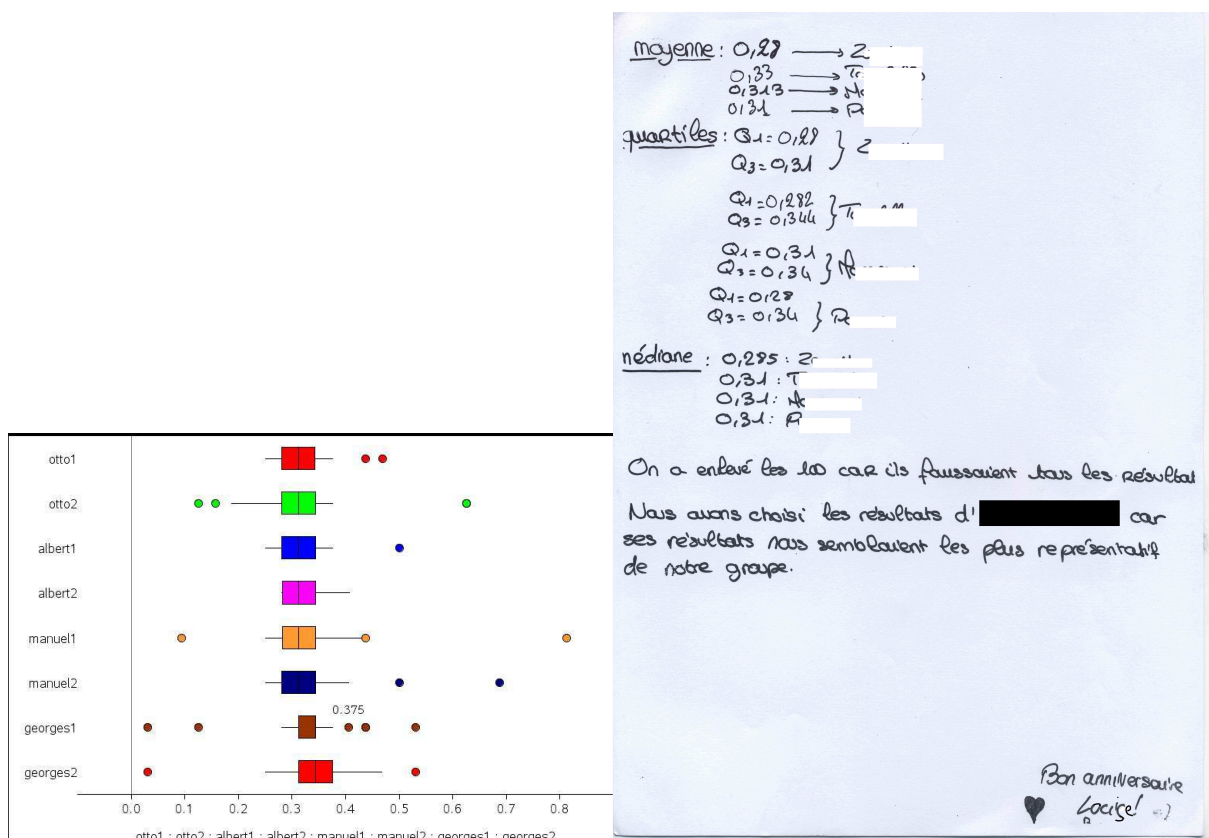 otto1
otto2
albert1
albert2
manuel1
manuel2
georges1
georges2
0.375
0.0 0.1 0.2 0.3 0.4 0.5 0.6 0.7 0.8
otto1 ; otto2 ; albert1 ; albert2 ; manuel1 ; manuel2 ; georges1 ; georges2
moyenne : 0,28 → Z
0,33 →
0,313 →
0,31 →
quartiles : Q1 = 0,28 } Z
Q3 = 0,31
Q1 = 0,282 } T
Q3 = 0,344
Q1 = 0,31
Q3 = 0,34 }
Q1 = 0,28
Q3 = 0,34 }
médiane : 0,285 : Z
0,31 : T
0,31 :
0,31 :
On a enlevé les 100 car ils faussaient tous les résultat
Nous avons choisi les résultats d' car
ses résultats nous semblaient les plus représentatif
de notre groupe.
Bon anniversaire